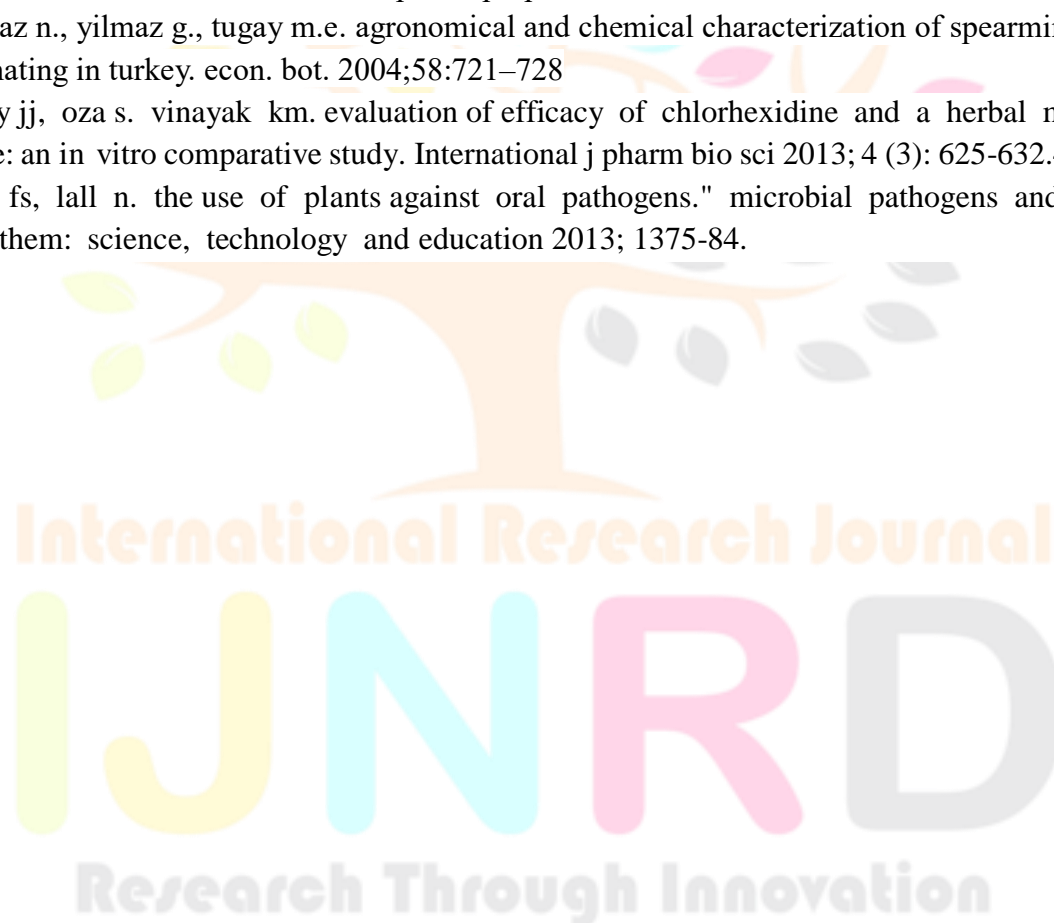 az n., yilmaz g., tugay m.e. agronomical and chemical characterization of spearmi
nating in turkey. econ. bot. 2004;58:721–728
y jj, oza s. vinayak km. evaluation of efficacy of chlorhexidine and a herbal
e: an in vitro comparative study. International j pharm bio sci 2013; 4 (3): 625-632.
fs, lall n. the use of plants against oral pathogens." microbial pathogens and
them: science, technology and education 2013; 1375-84.
International Research Journal
IJNRD
Research Through Innovation